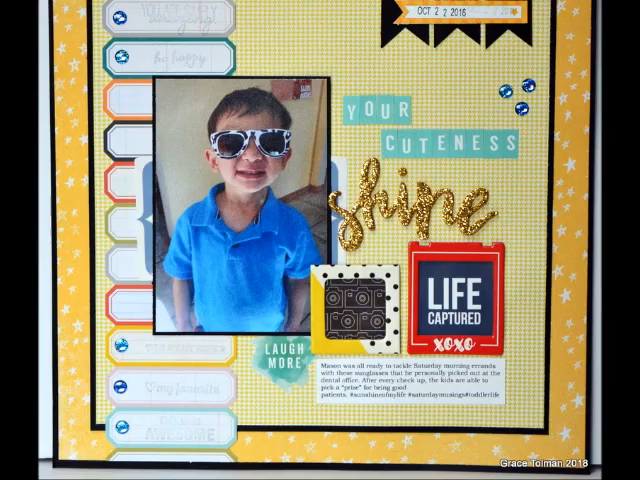 OCT 2 2 2016
be happy
YOUR
CUTENESS
shine
LIFE
CAPTURED
xoxo
LAUGH
MORE
Mason was all ready to tackle Saturday morning errands
with these sunglasses that he personally picked out at the
dental office. After every check up, the kids are able to
pick a "prize" for being good
patients. #sunshineofmylife #saturdaymusings#toddlerlife
my favorite
AWESOME
Grace Tolman 2018